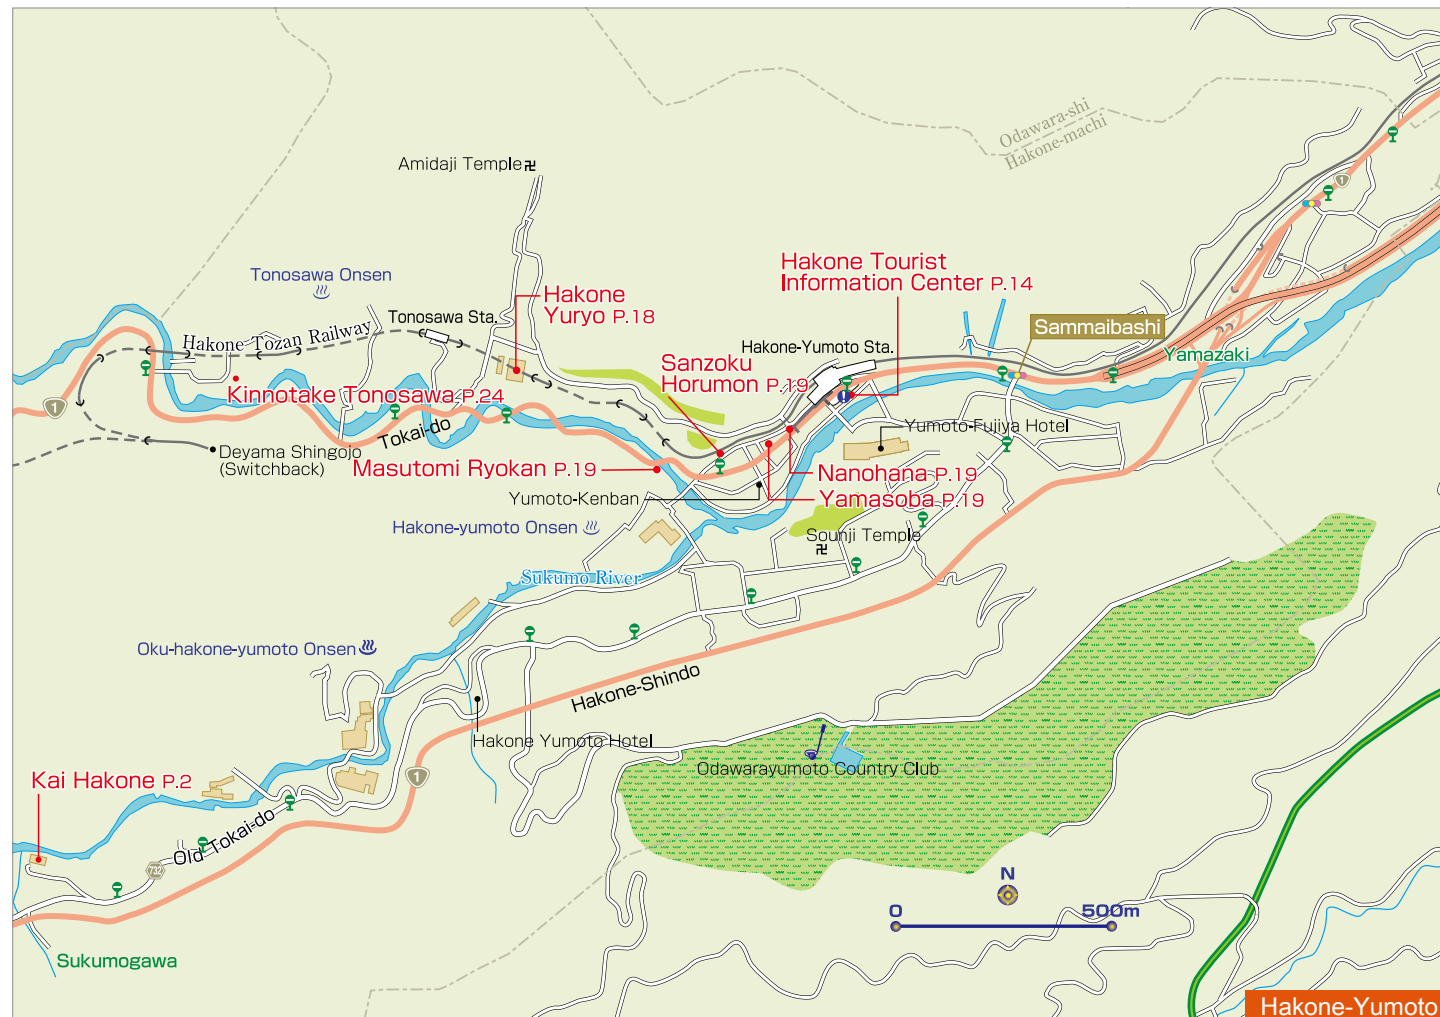 Odawara-shi
Hakone-machi
Amidaji Temple
1
Tonosawa Onsen
Hakone Tourist
Information Center P.14
Hakone
Yuryo P.18
Tonosawa Sta.
Hakone Tozan Railway
Sammaibashi
Hakone-Yumoto Sta.
Yamazaki
Sanzoku
Horumon P.19
Kinnotake Tonosawa P.24
1
Tokai-do
Yumoto-Fujiya Hotel
Deyama Shingojo
(Switchback)
Masutomi Ryokan P.19
Nanohana P.19
Yumoto-Kenban
Yamasoba P.19
Hakone-yumoto Onsen
Sounji Temple
Sukumo River
Oku-hakone-yumoto Onsen
Hakone-Shindo
Hakone Yumoto Hotel
Odawarayumoto Country Club
Kai Hakone P.2
1
Old Tokai-do
732
N
0 500m
Sukumogawa
Hakone-Yumoto